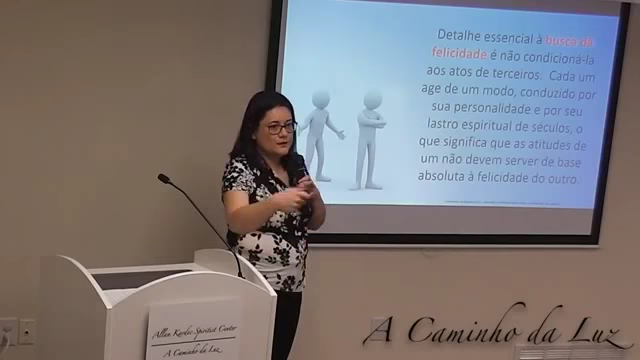 Detalhe essencial à busca da
felicidade é não condicioná-la
aos atos de terceiros. Cada um
age de um modo, conduzido por
sua personalidade e por seu
lastro espiritual de séculos, o
que significa que as atitudes de
um não devem server de base
absoluta à felicidade do outro.
Allan Kardec Spiritist Center
A Caminho da Luz
A Caminho da Luz